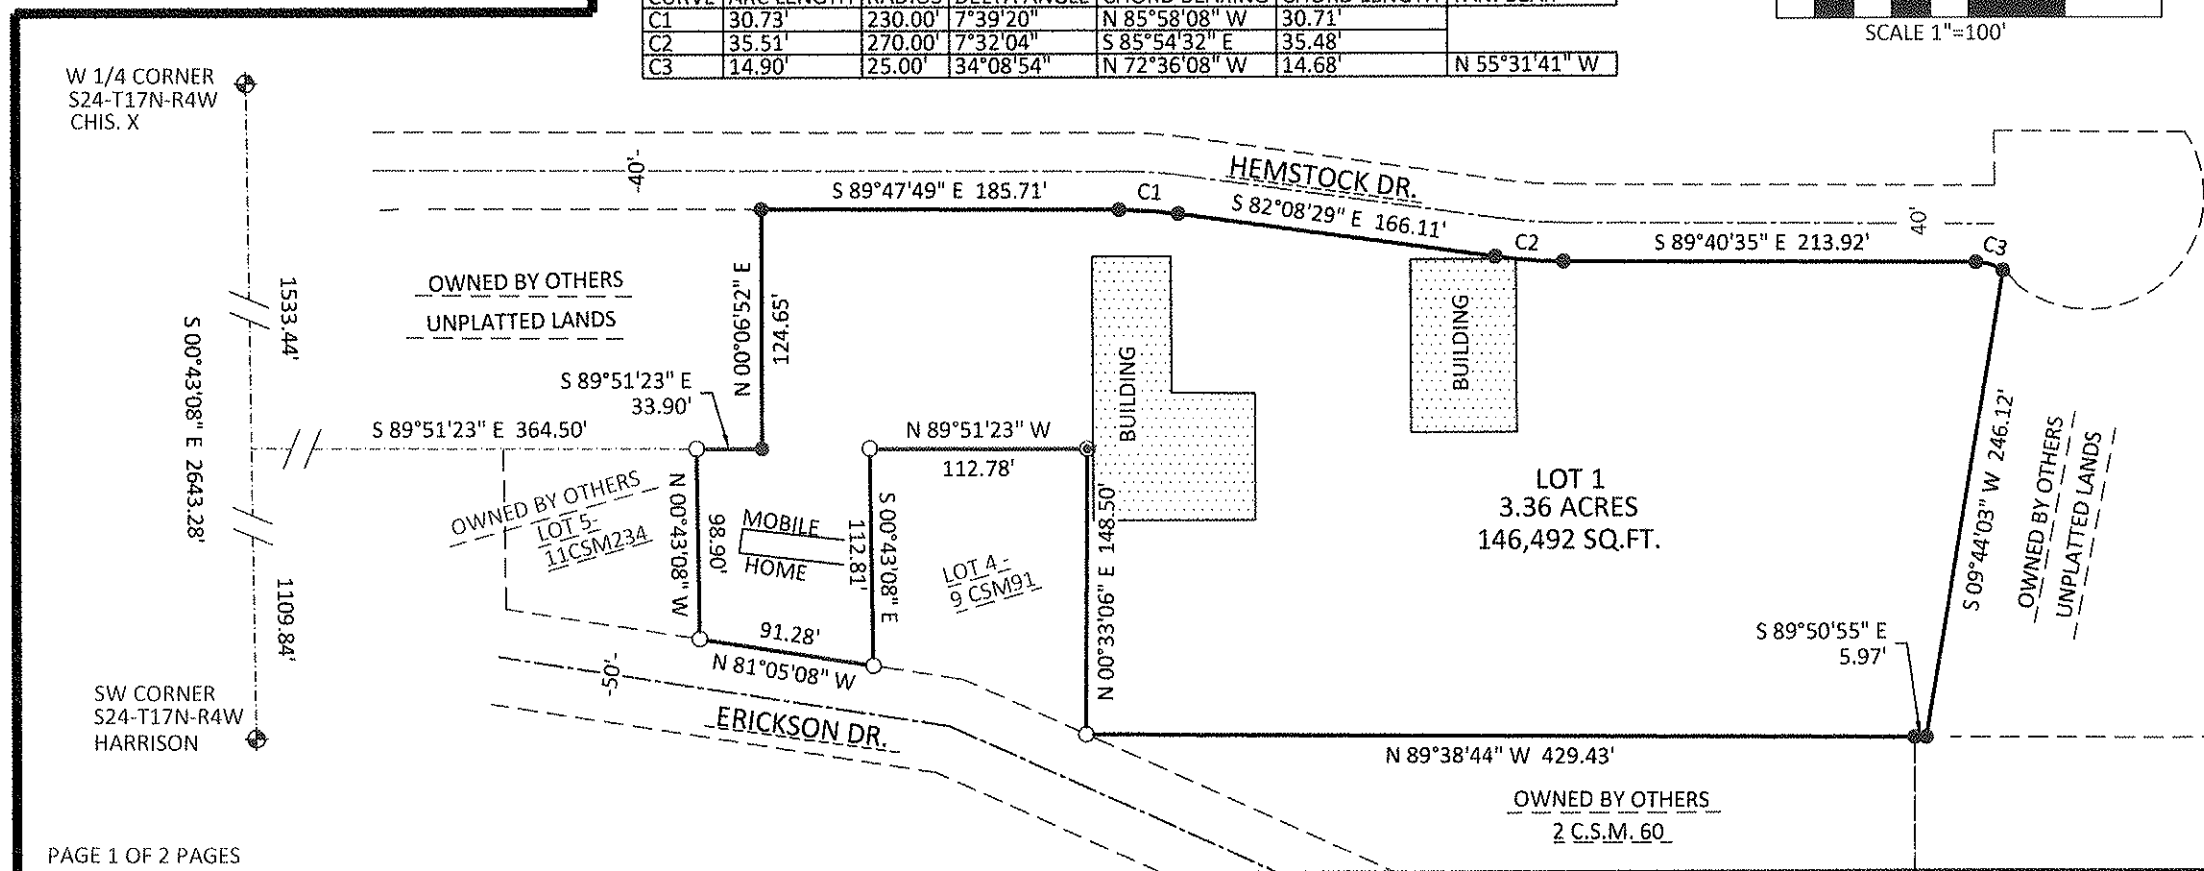 CURVE ARC LENGTH RADIUS DELTA ANGLE CHORD BEARING CHORD LENGTH TAN. BEAR
C1 30.73' 230.00' 7°39'20" N 85°58'08" W 30.71'
C2 35.51' 270.00' 7°32'04" S 85°54'32" E 35.48'
C3 14.90' 25.00' 34°08'54" N 72°36'08" W 14.68' N 55°31'41" W
SCALE 1"=100'
W 1/4 CORNER
S24-T17N-R4W
CHIS. X
40'
HEMSTOCK DR.
S 89°47'49" E 185.71'
C1
S 82°08'29" E 166.11'
C2
S 89°40'35" E 213.92'
40'
C3
OWNED BY OTHERS
UNPLATTED LANDS
N 00°06'52" E
124.65'
1533.44'
S 00°43'08" E 2643.28'
1109.84'
S 89°51'23" E
33.90'
S 89°51'23" E 364.50'
N 89°51'23" W
112.78'
BUILDING
BUILDING
LOT 1
3.36 ACRES
146,492 SQ.FT.
S 09°44'03" W 246.12'
OWNED BY OTHERS
UNPLATTED LANDS
OWNED BY OTHERS
LOT 5-
11CSM234
N 00°43'08" W
98.90'
MOBILE
HOME
S 00°43'08" E
112.81'
LOT 4-
9 CSM91
N 00°33'06" E 148.50'
S 89°50'55" E
5.97'
91.28'
N 81°05'08" W
50'
ERICKSON DR.
SW CORNER
S24-T17N-R4W
HARRISON
N 89°38'44" W 429.43'
OWNED BY OTHERS
2 C.S.M. 60
PAGE 1 OF 2 PAGES